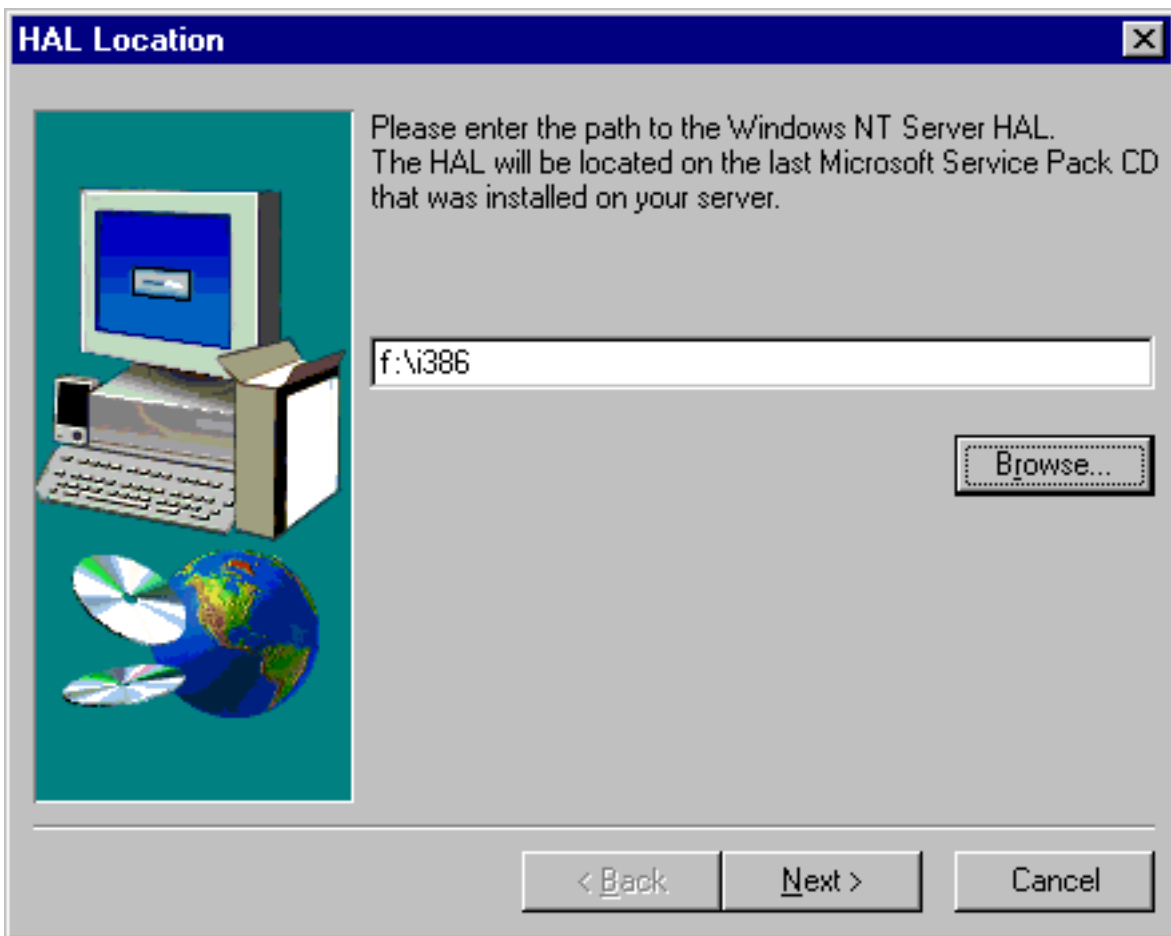 HAL Location
Please enter the path to the Windows NT Server HAL.
The HAL will be located on the last Microsoft Service Pack CD
that was installed on your server.
f:\i386
Browse...
< Back
Next >
Cancel